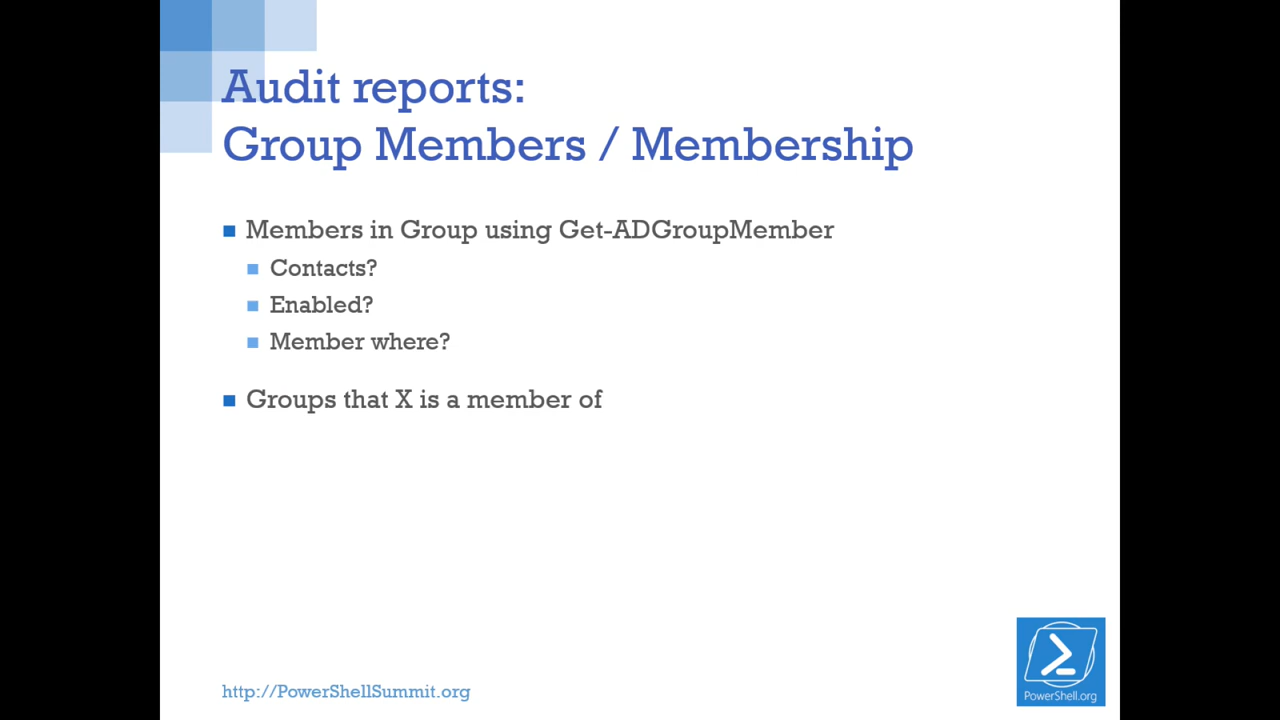 Audit reports:
Group Members / Membership
Members in Group using Get-ADGroupMember
Contacts?
Enabled?
Member where?
Groups that X is a member of
http://PowerShellSummit.org
PowerShell.org